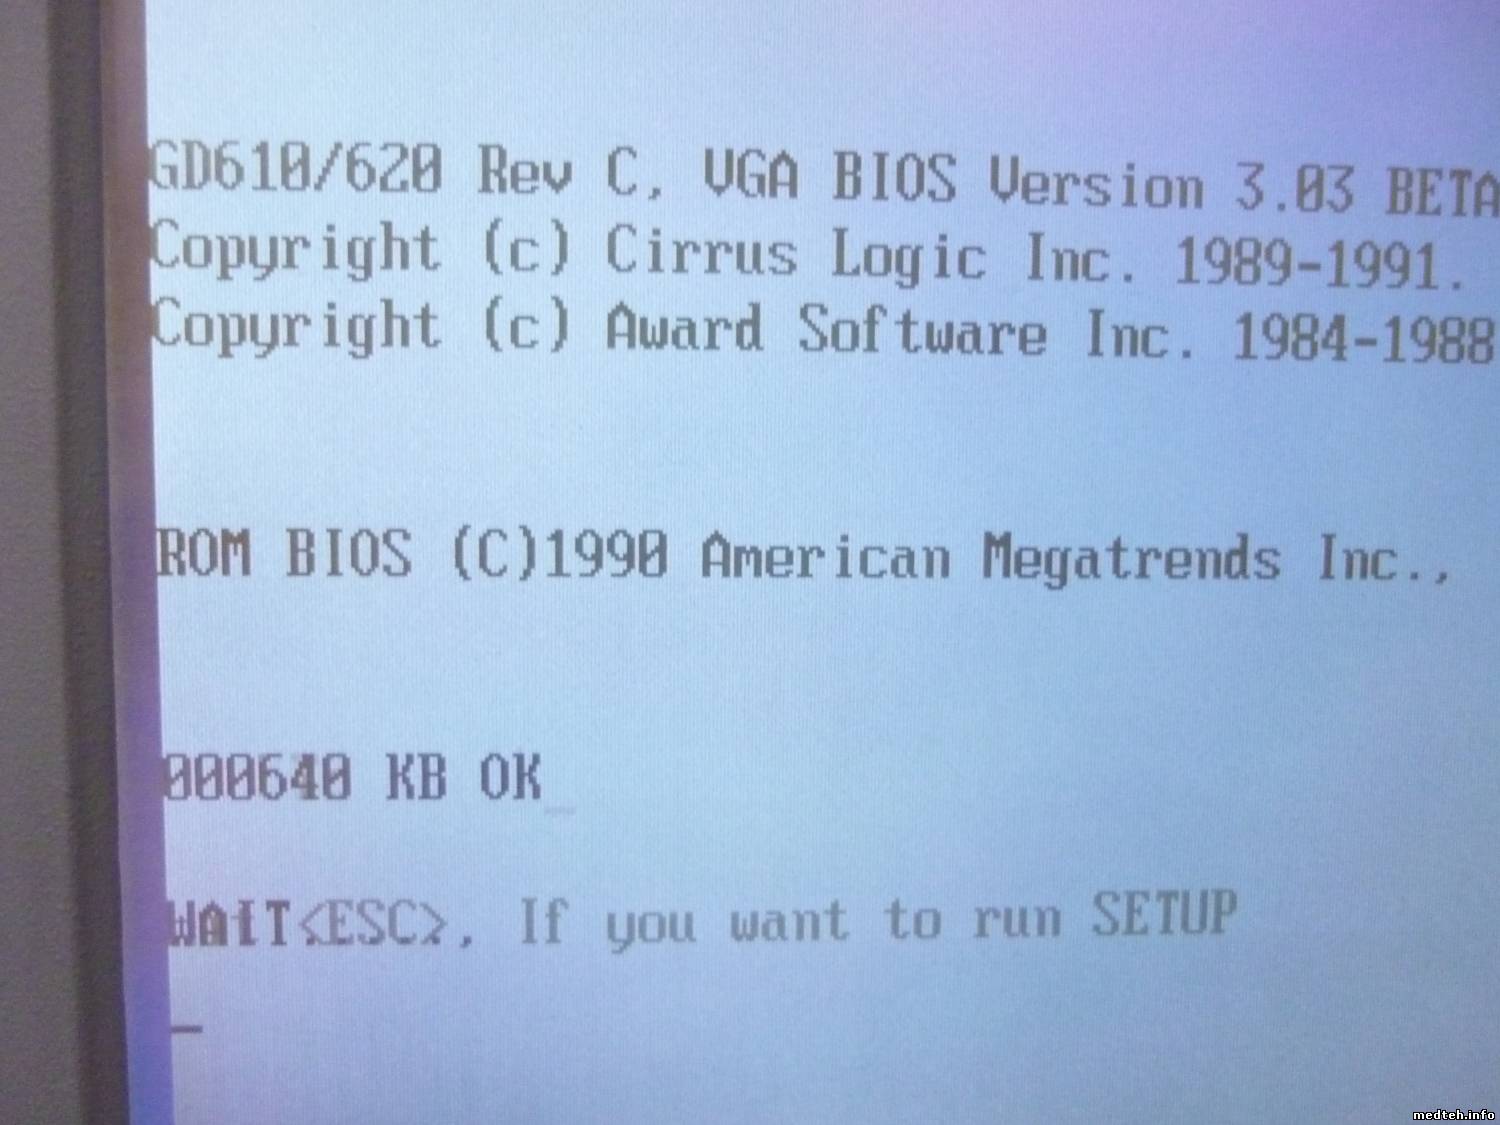 GD610/620 Rev C, VGA BIOS Version 3.03 BETA
Copyright (c) Cirrus Logic Inc. 1989-1991.
Copyright (c) Award Software Inc. 1984-1988
ROM BIOS (C)1990 American Megatrends Inc.,
000640 KB OK_
WAIT<ESC>, If you want to run SETUP
_
medteh.info